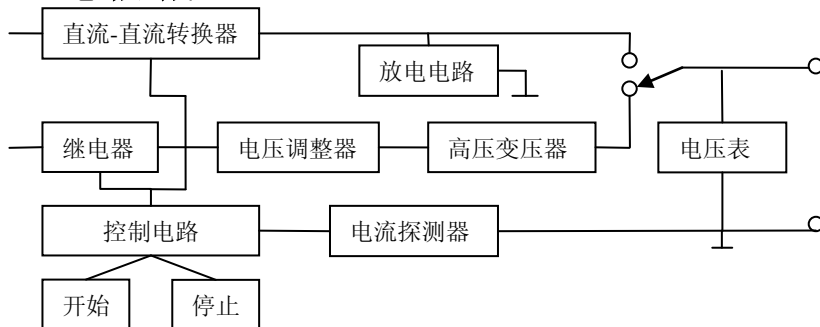 直流-直流转换器
放电电路
继电器
电压调整器
高压变压器
电压表
控制电路
电流探测器
开始
停止